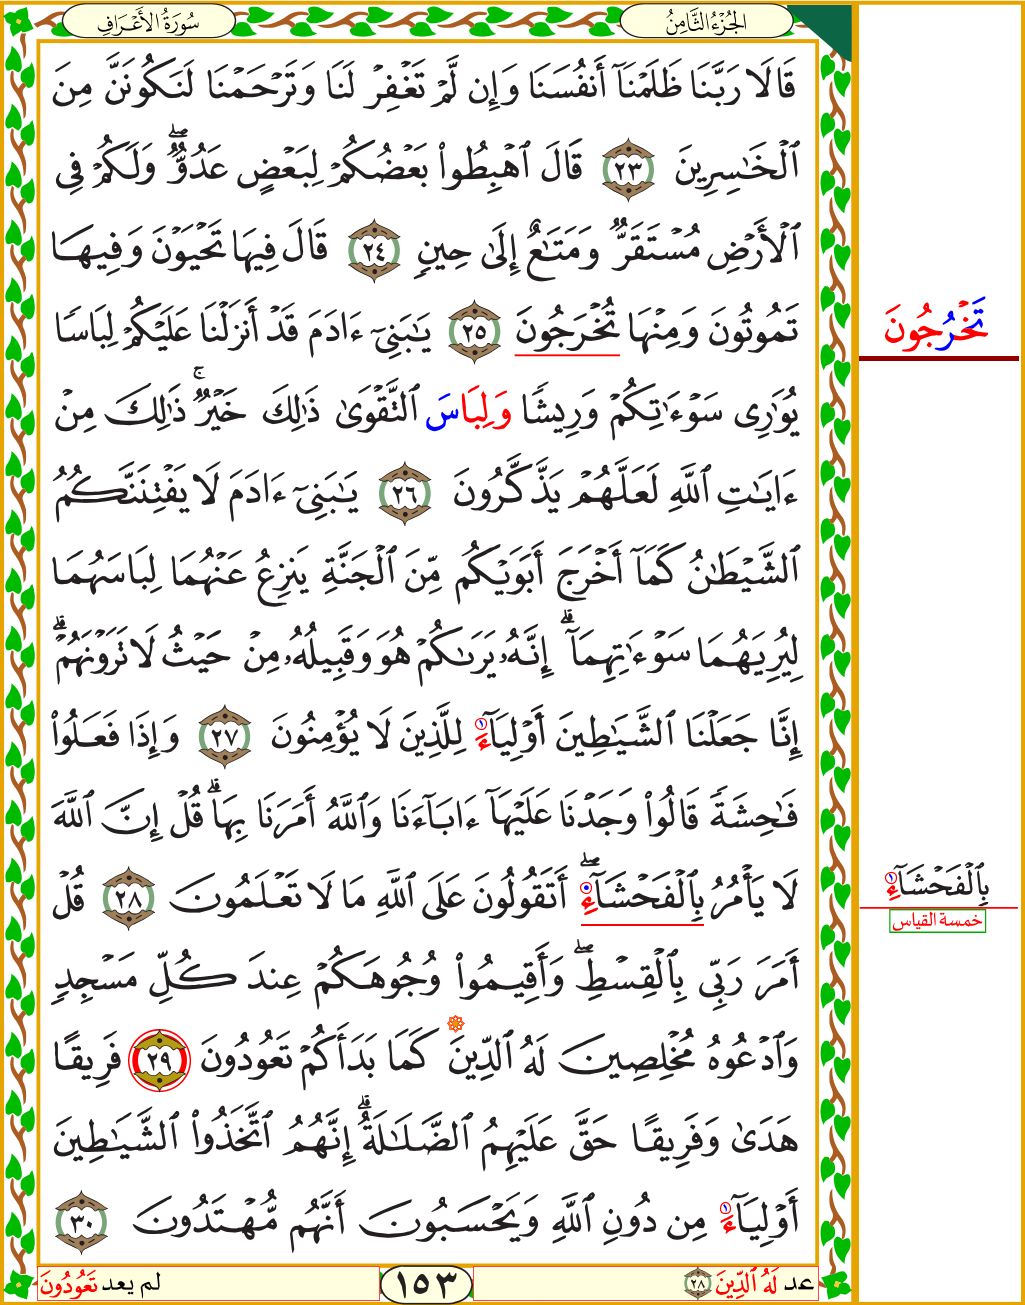 الجُزْءُ الثَّامِنُ
سُورَةُ الأَعْرَافِ
قَالَا رَبَّنَا ظَلَمْنَآ أَنفُسَنَا وَإِن لَّمْ تَغْفِرْ لَنَا وَتَرْحَمْنَا لَنَكُونَنَّ مِنَ
ٱلْخَٰسِرِينَ ٢٣ قَالَ ٱهْبِطُوا۟ بَعْضُكُمْ لِبَعْضٍ عَدُوٌّۖ وَلَكُمْ فِى
ٱلْأَرْضِ مُسْتَقَرٌّ وَمَتَٰعٌ إِلَىٰ حِينٍ ٢٤ قَالَ فِيهَا تَحْيَوْنَ وَفِيهَا
تَمُوتُونَ وَمِنْهَا تُخْرَجُونَ ٢٥ يَٰبَنِىٓ ءَادَمَ قَدْ أَنزَلْنَا عَلَيْكُمْ لِبَاسًا
تَخْرُجُونَ
يُوَٰرِى سَوْءَٰتِكُمْ وَرِيشًا وَلِبَاسَ ٱلتَّقْوَىٰ ذَٰلِكَ خَيْرٌۚ ذَٰلِكَ مِنْ
ءَايَٰتِ ٱللَّهِ لَعَلَّهُمْ يَذَّكَّرُونَ ٢٦ يَٰبَنِىٓ ءَادَمَ لَا يَفْتِنَنَّكُمُ
ٱلشَّيْطَٰنُ كَمَآ أَخْرَجَ أَبَوَيْكُم مِّنَ ٱلْجَنَّةِ يَنزِعُ عَنْهُمَا لِبَاسَهُمَا
لِيُرِيَهُمَا سَوْءَٰتِهِمَآۗ إِنَّهُۥ يَرَىٰكُمْ هُوَ وَقَبِيلُهُۥ مِنْ حَيْثُ لَا تَرَوْنَهُمْۗ
إِنَّا جَعَلْنَا ٱلشَّيَٰطِينَ أَوْلِيَآءَ لِلَّذِينَ لَا يُؤْمِنُونَ ٢٧ وَإِذَا فَعَلُوا۟
فَٰحِشَةً قَالُوا۟ وَجَدْنَا عَلَيْهَآ ءَابَآءَنَا وَٱللَّهُ أَمَرَنَا بِهَاۗ قُلْ إِنَّ ٱللَّهَ
لَا يَأْمُرُ بِٱلْفَحْشَآءِۖ أَتَقُولُونَ عَلَى ٱللَّهِ مَا لَا تَعْلَمُونَ ٢٨ قُلْ
بِٱلْفَحْشَآءِ
خمسة القياس
أَمَرَ رَبِّى بِٱلْقِسْطِۖ وَأَقِيمُوا۟ وُجُوهَكُمْ عِندَ كُلِّ مَسْجِدٍ
وَٱدْعُوهُ مُخْلِصِينَ لَهُ ٱلدِّينَ كَمَا بَدَأَكُمْ تَعُودُونَ ٢٩ فَرِيقًا
هَدَىٰ وَفَرِيقًا حَقَّ عَلَيْهِمُ ٱلضَّلَٰلَةُۗ إِنَّهُمُ ٱتَّخَذُوا۟ ٱلشَّيَٰطِينَ
أَوْلِيَآءَ مِن دُونِ ٱللَّهِ وَيَحْسَبُونَ أَنَّهُم مُّهْتَدُونَ ٣٠
عد لَهُ ٱلدِّينَ ٢٨
١٥٣
لم يعد تَعُودُونَ